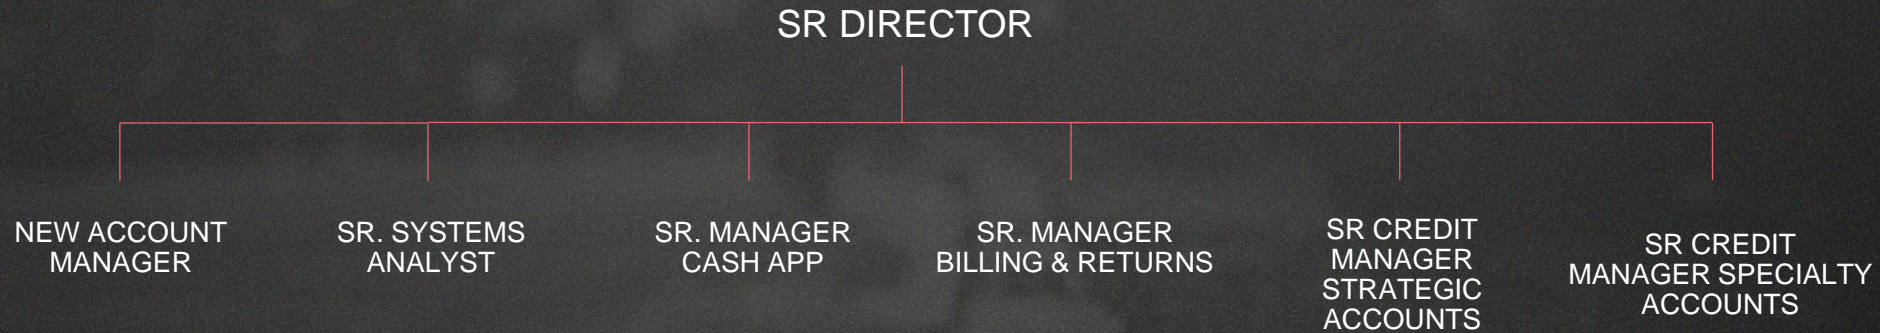 SR DIRECTOR
NEW ACCOUNT
MANAGER
SR. SYSTEMS
ANALYST
SR. MANAGER
CASH APP
SR. MANAGER
BILLING & RETURNS
SR CREDIT
MANAGER
STRATEGIC
ACCOUNTS
SR CREDIT
MANAGER SPECIALTY
ACCOUNTS